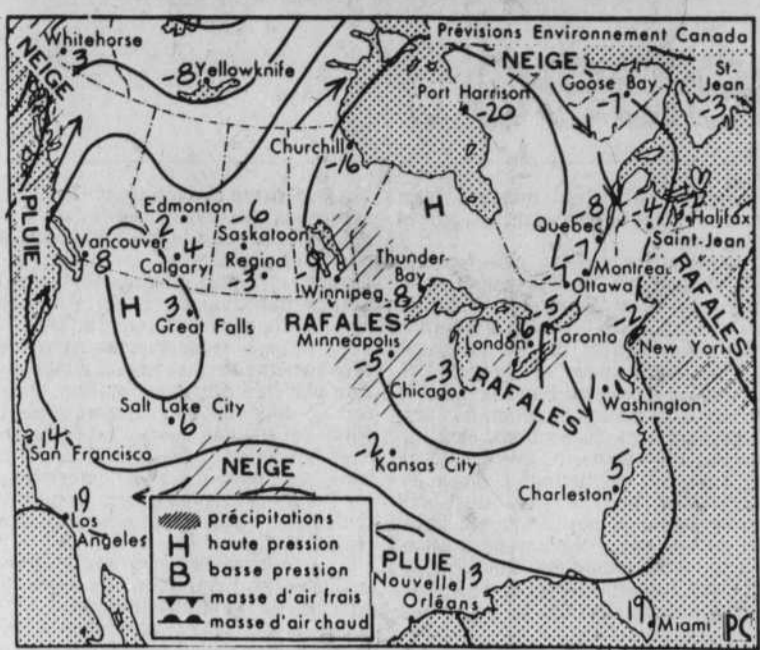 Prévisions Environnement Canada
Whitehorse
3
NEIGE
-8
Yellowknife
NEIGE
Goose Bay
-7
St-
Jean
-3
Port Harrison
-20
Churchill
-16
H
PLUIE
Edmonton
2
-6
Saskatoon
Vancouver
8
4
Calgary
Regina
-3
-9
Winnipeg
Thunder
Bay
-8
Quebec
-8
-4
-2
Halifax
Saint-Jean
-7
Montreal
-7
Ottawa
RAFALES
H
3
Great Falls
RAFALES
Minneapolis
-5
London
-6
-5
Toronto
-2
New York
RAFALES
-3
Chicago
1
Washington
Salt Lake City
6
14
San Francisco
NEIGE
-2
Kansas City
5
Charleston
19
Los
Angeles
précipitations
H haute pression
B basse pression
masse d'air frais
masse d'air chaud
PLUIE
Nouvelle 13
Orléans
19
Miami
PC